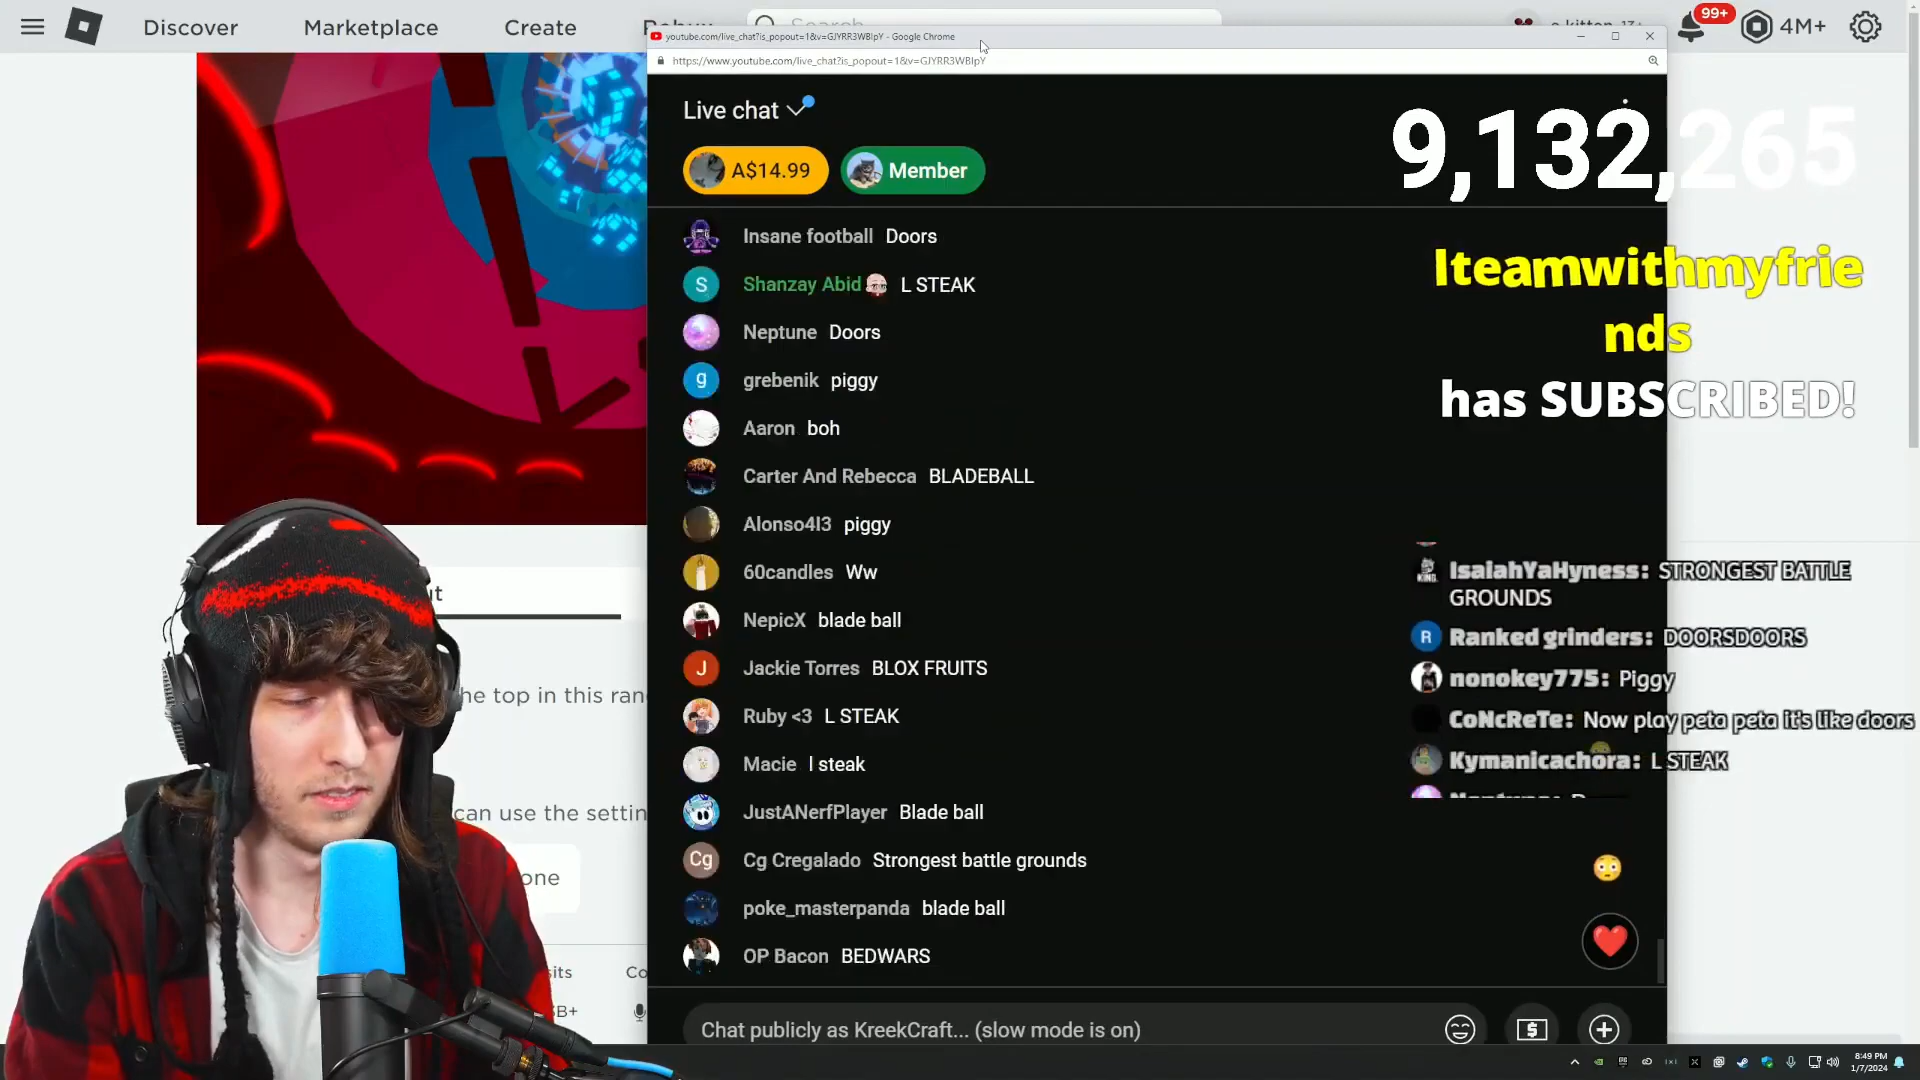 Discover
Marketplace
Create
Search
99+
4M+
youtube.com/live_chat?is_popout=1&v=GJYRR3WBIpY - Google Chrome
https://www.youtube.com/live_chat?is_popout=1&v=GJYRR3WBIpY
Live chat
A$14.99
Member
9,132,265
Iteamwithmyfrie
nds
has SUBSCRIBED!
Insane football Doors
S Shanzay Abid L STEAK
Neptune Doors
g grebenik piggy
Aaron boh
Carter And Rebecca BLADEBALL
Alonso4l3 piggy
60candles Ww
NepicX blade ball
J Jackie Torres BLOX FRUITS
Ruby <3 L STEAK
Macie l steak
JustANerfPlayer Blade ball
Cg Cg Cregalado Strongest battle grounds
poke_masterpanda blade ball
OP Bacon BEDWARS
Chat publicly as KreekCraft... (slow mode is on)
KING
IsaiahYaHyness: STRONGEST BATTLE
GROUNDS
R Ranked grinders: DOORSDOORS
nonokey775: Piggy
CoNcReTe: Now play peta peta it's like doors
Kymanicachora: L STEAK
he top in this ran
can use the settin
one
8:49 PM
1/7/2024